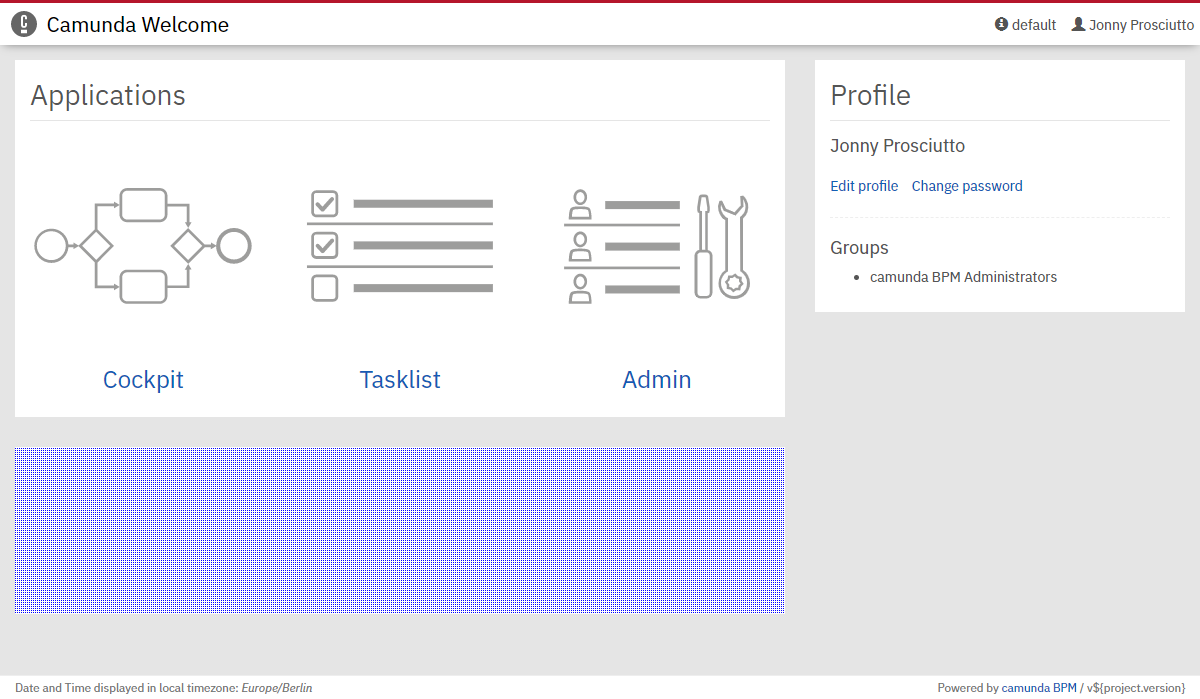 Camunda Welcome
default
Jonny Prosciutto
Applications
Cockpit
Tasklist
Admin
Profile
Jonny Prosciutto
Edit profile Change password
Groups
camunda BPM Administrators
Date and Time displayed in local timezone: Europe/Berlin
Powered by camunda BPM / v${project.version}